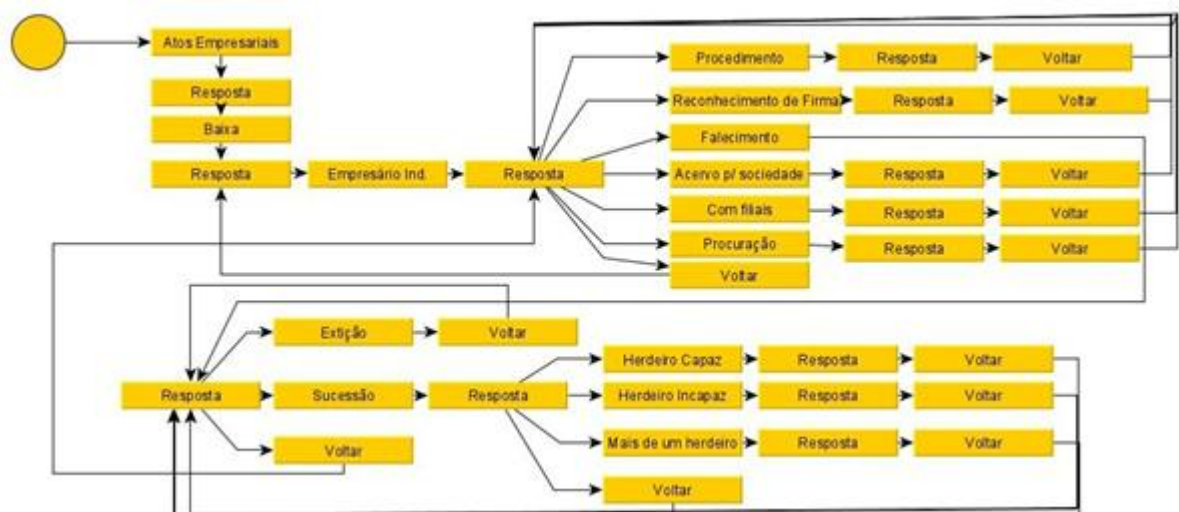 Atos Empresariais
Resposta
Baixa
Resposta
Empresário Ind.
Resposta
Procedimento
Resposta
Voltar
Reconhecimento de Firma
Resposta
Voltar
Falecimento
Acervo p/ sociedade
Resposta
Voltar
Com filiais
Resposta
Voltar
Procuração
Resposta
Voltar
Voltar
Extição
Voltar
Resposta
Sucessão
Resposta
Voltar
Herdeiro Capaz
Resposta
Voltar
Herdeiro Incapaz
Resposta
Voltar
Mais de um herdeiro
Resposta
Voltar
Voltar